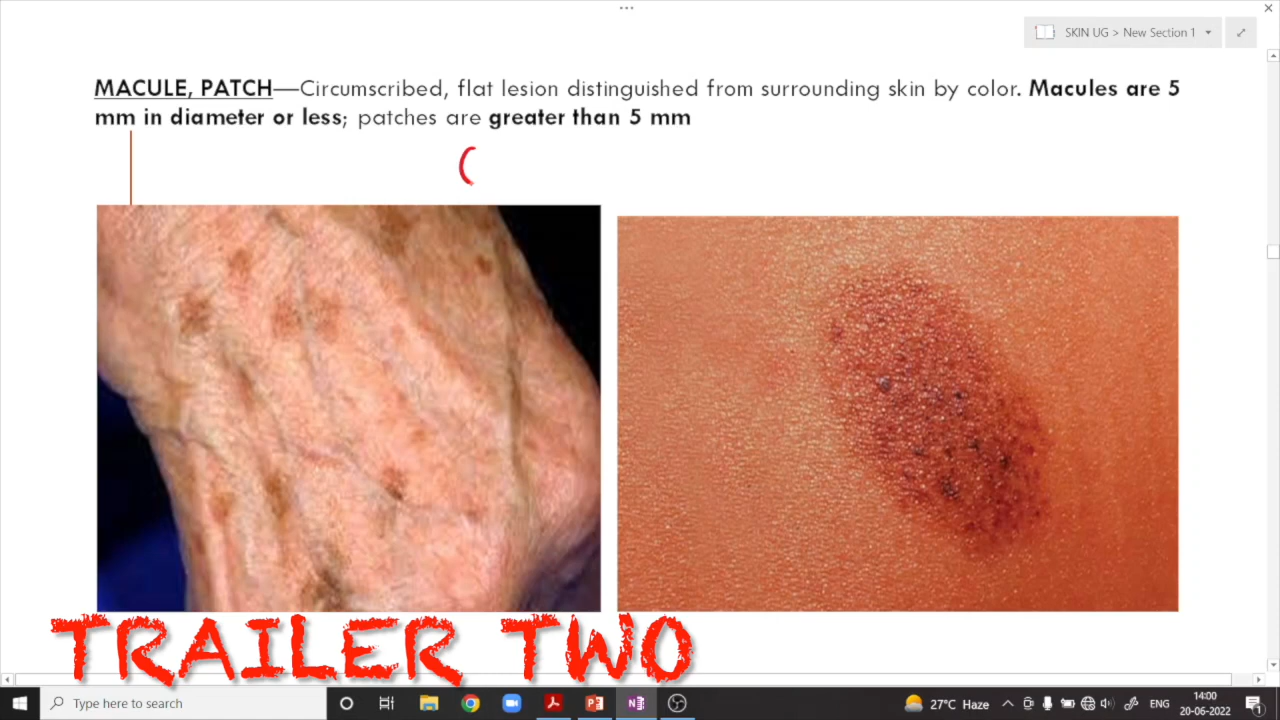 SKIN UG > New Section 1
MACULE, PATCH—Circumscribed, flat lesion distinguished from surrounding skin by color. Macules are 5
mm in diameter or less; patches are greater than 5 mm
TRAILER TWO
Type here to search
27°C Haze
ENG
14:00
20-06-2022